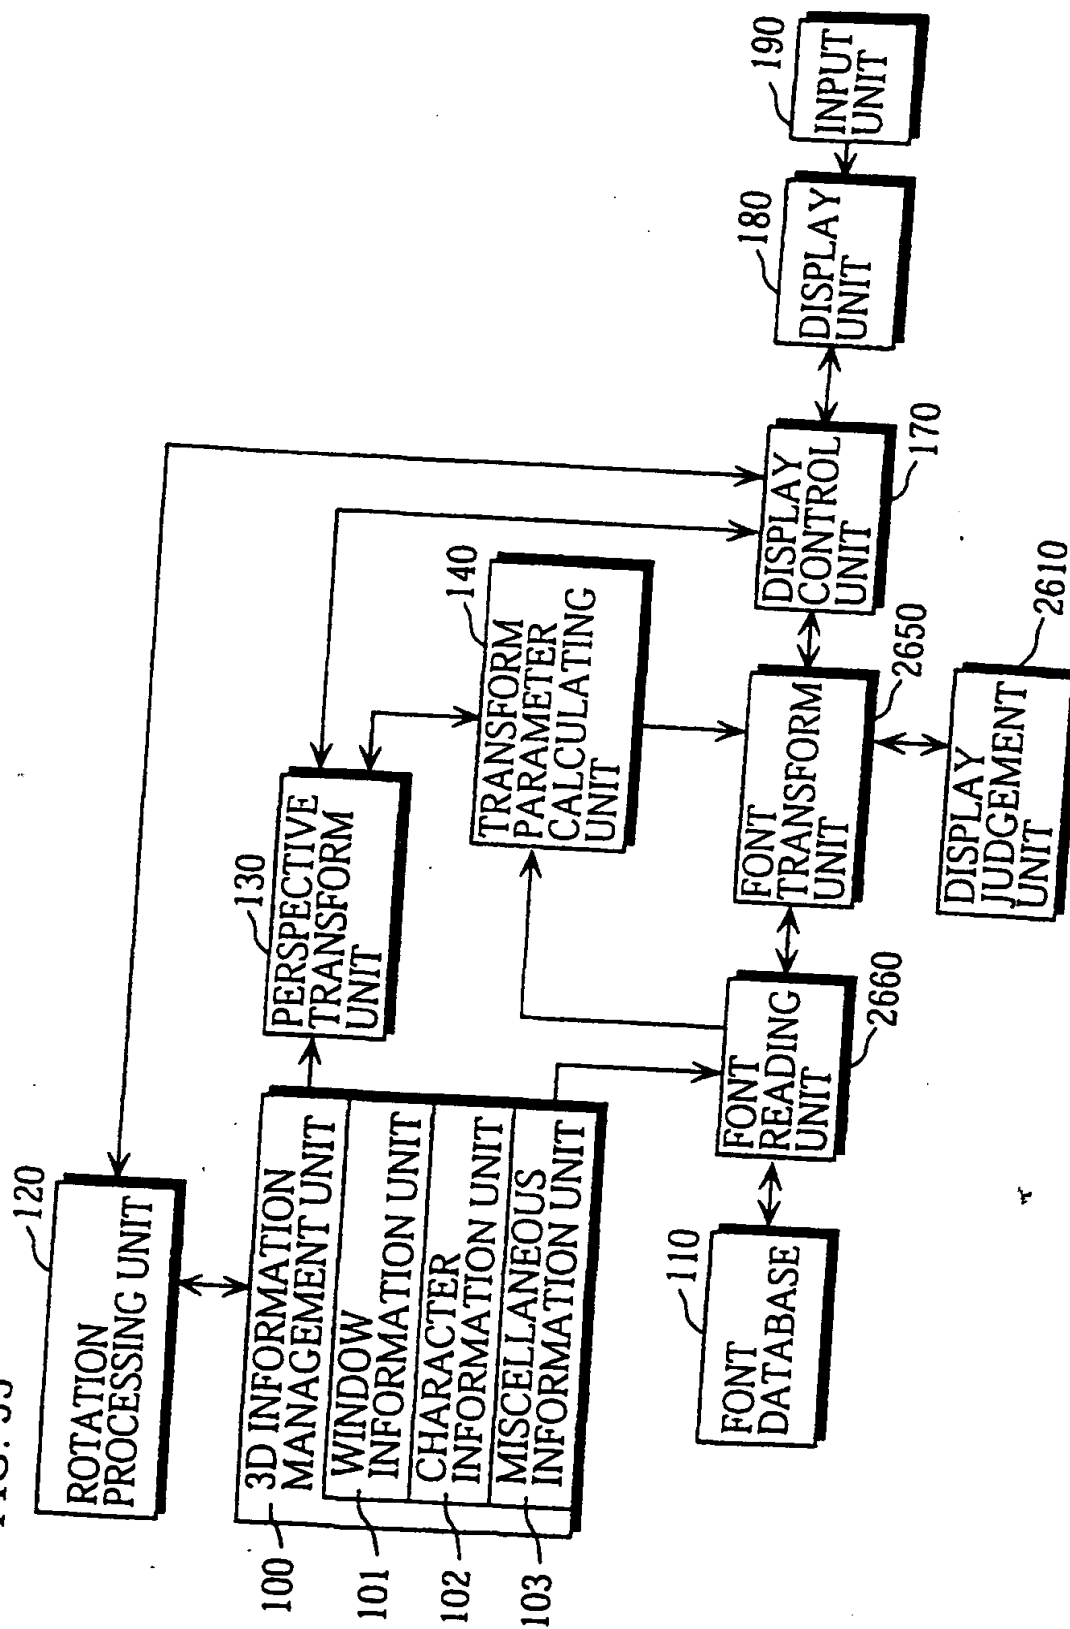 120
ROTATION
PROCESSING UNIT
100
3D INFORMATION
MANAGEMENT UNIT
101
WINDOW
INFORMATION UNIT
102
CHARACTER
INFORMATION UNIT
103
MISCELLANEOUS
INFORMATION UNIT
130
PERSPECTIVE
TRANSFORM
UNIT
140
TRANSFORM
PARAMETER
CALCULATING
UNIT
110
FONT
DATABASE
FONT
READING
UNIT
2660
FONT
TRANSFORM
UNIT
2650
DISPLAY
CONTROL
UNIT
170
180
DISPLAY
UNIT
190
INPUT
UNIT
DISPLAY
JUDGEMENT
UNIT
2610